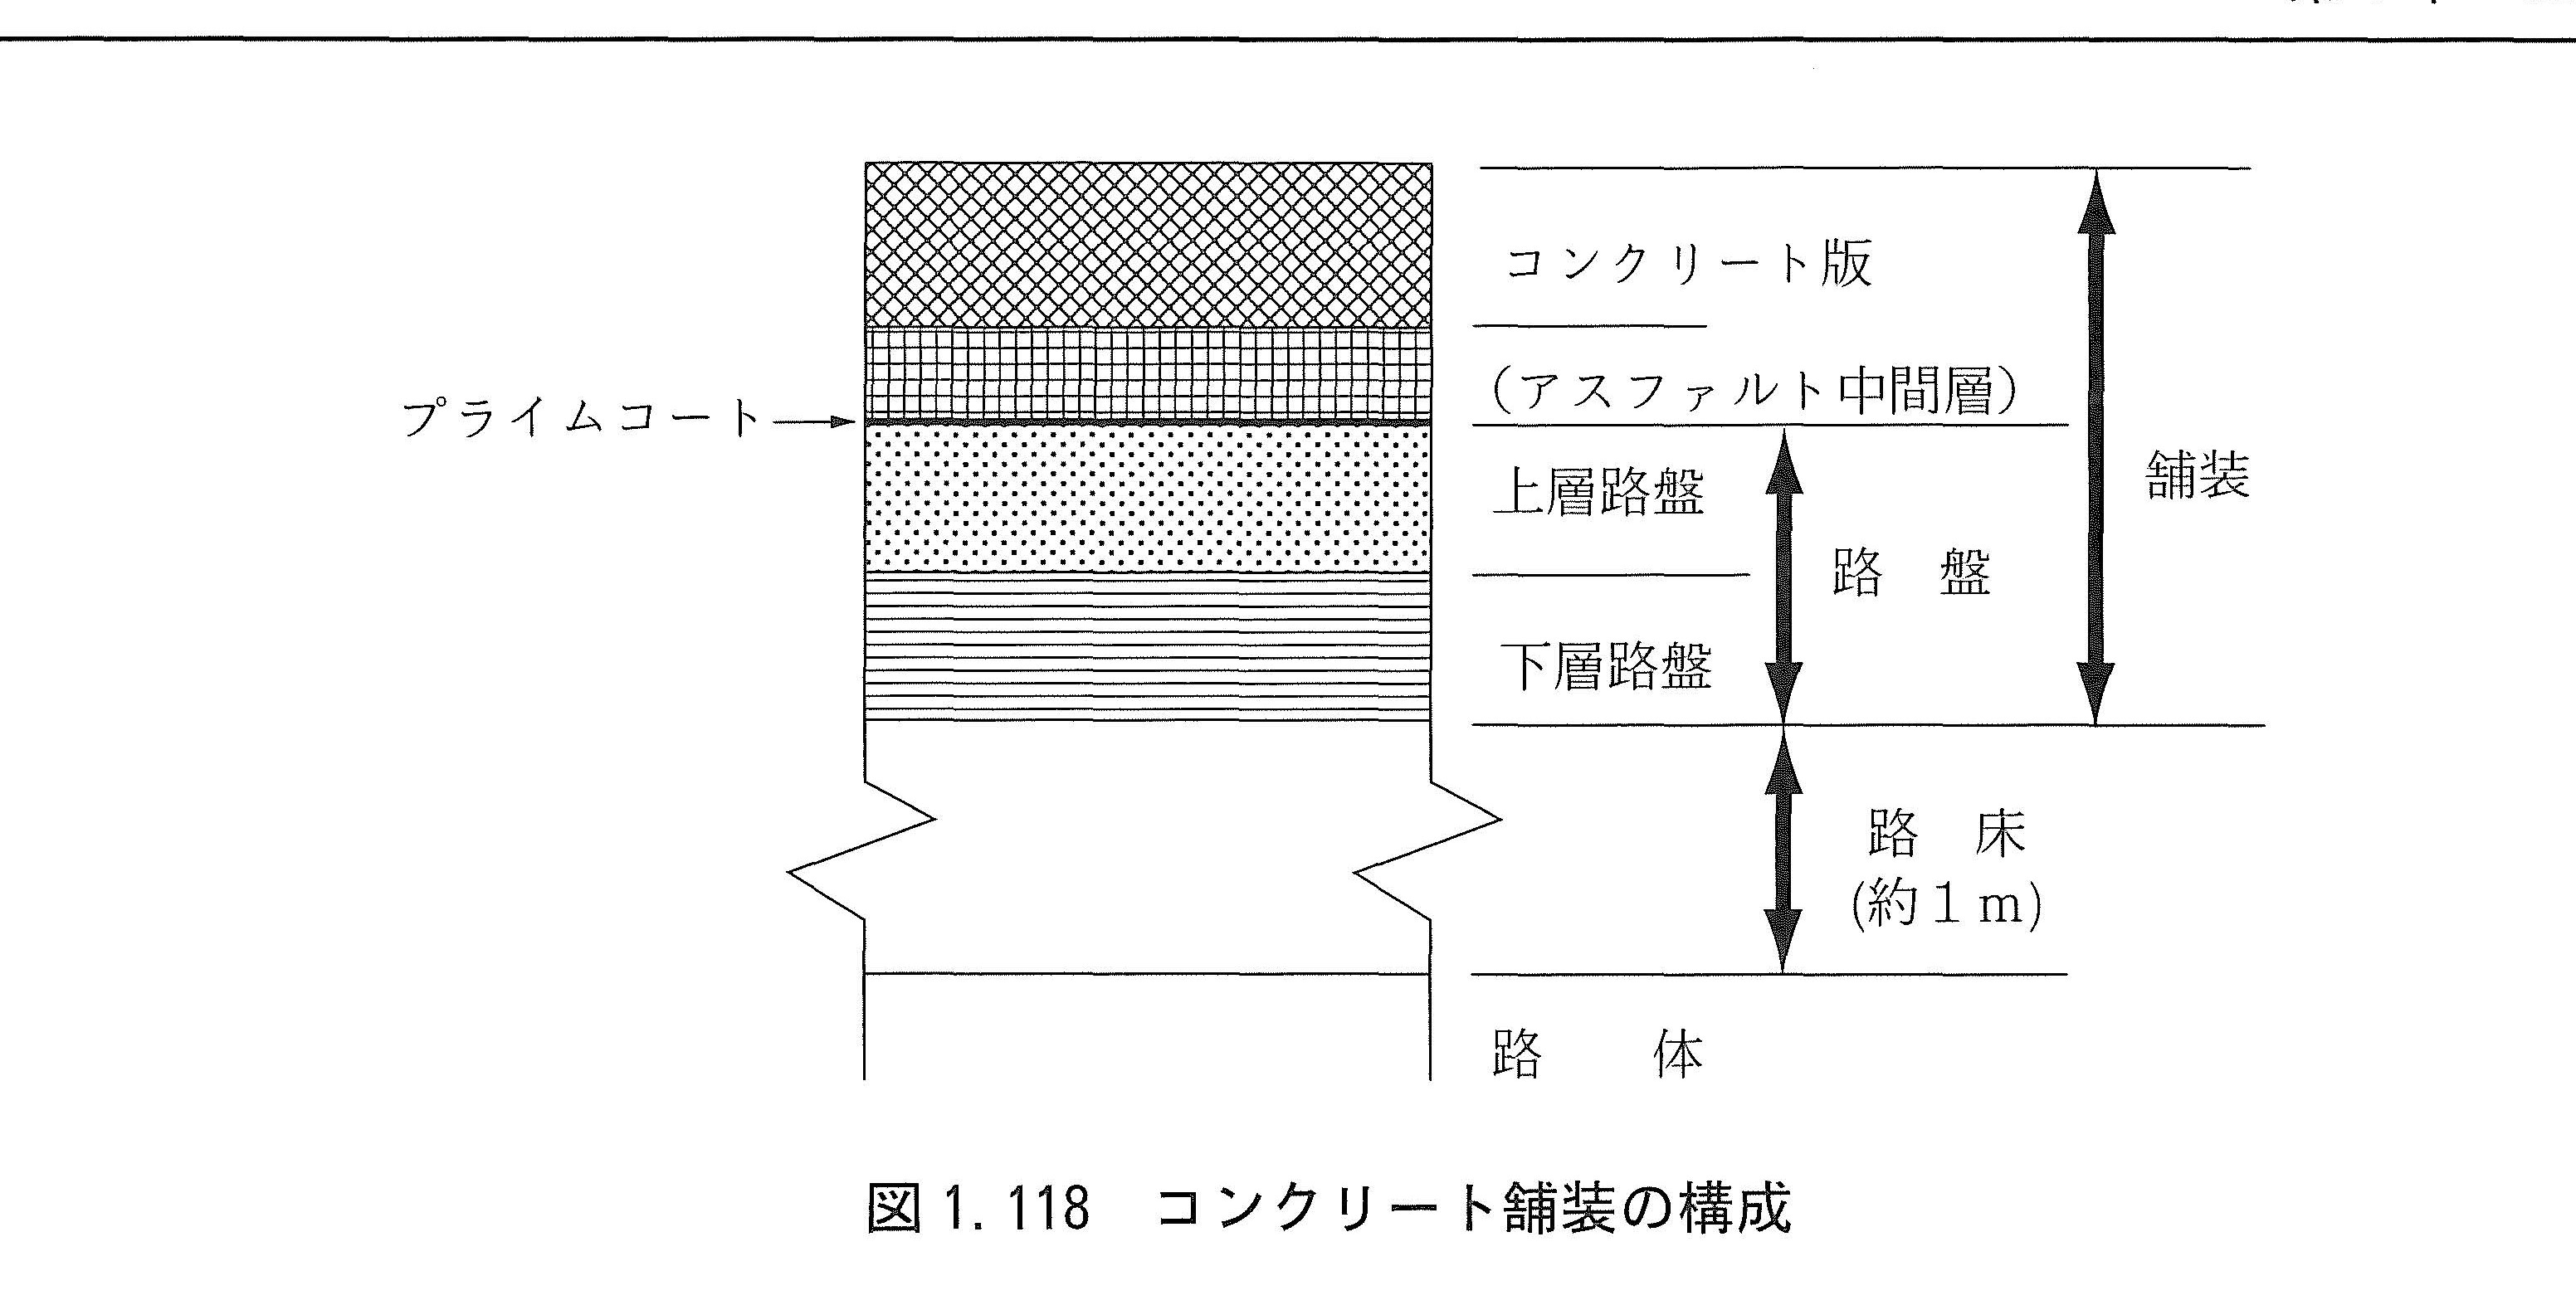 コンクリート版
(アスファルト中間層)
プライムコート
上層路盤
舗装
路 盤
下層路盤
路 床
(約1m)
路 体
図1.118 コンクリート舗装の構成